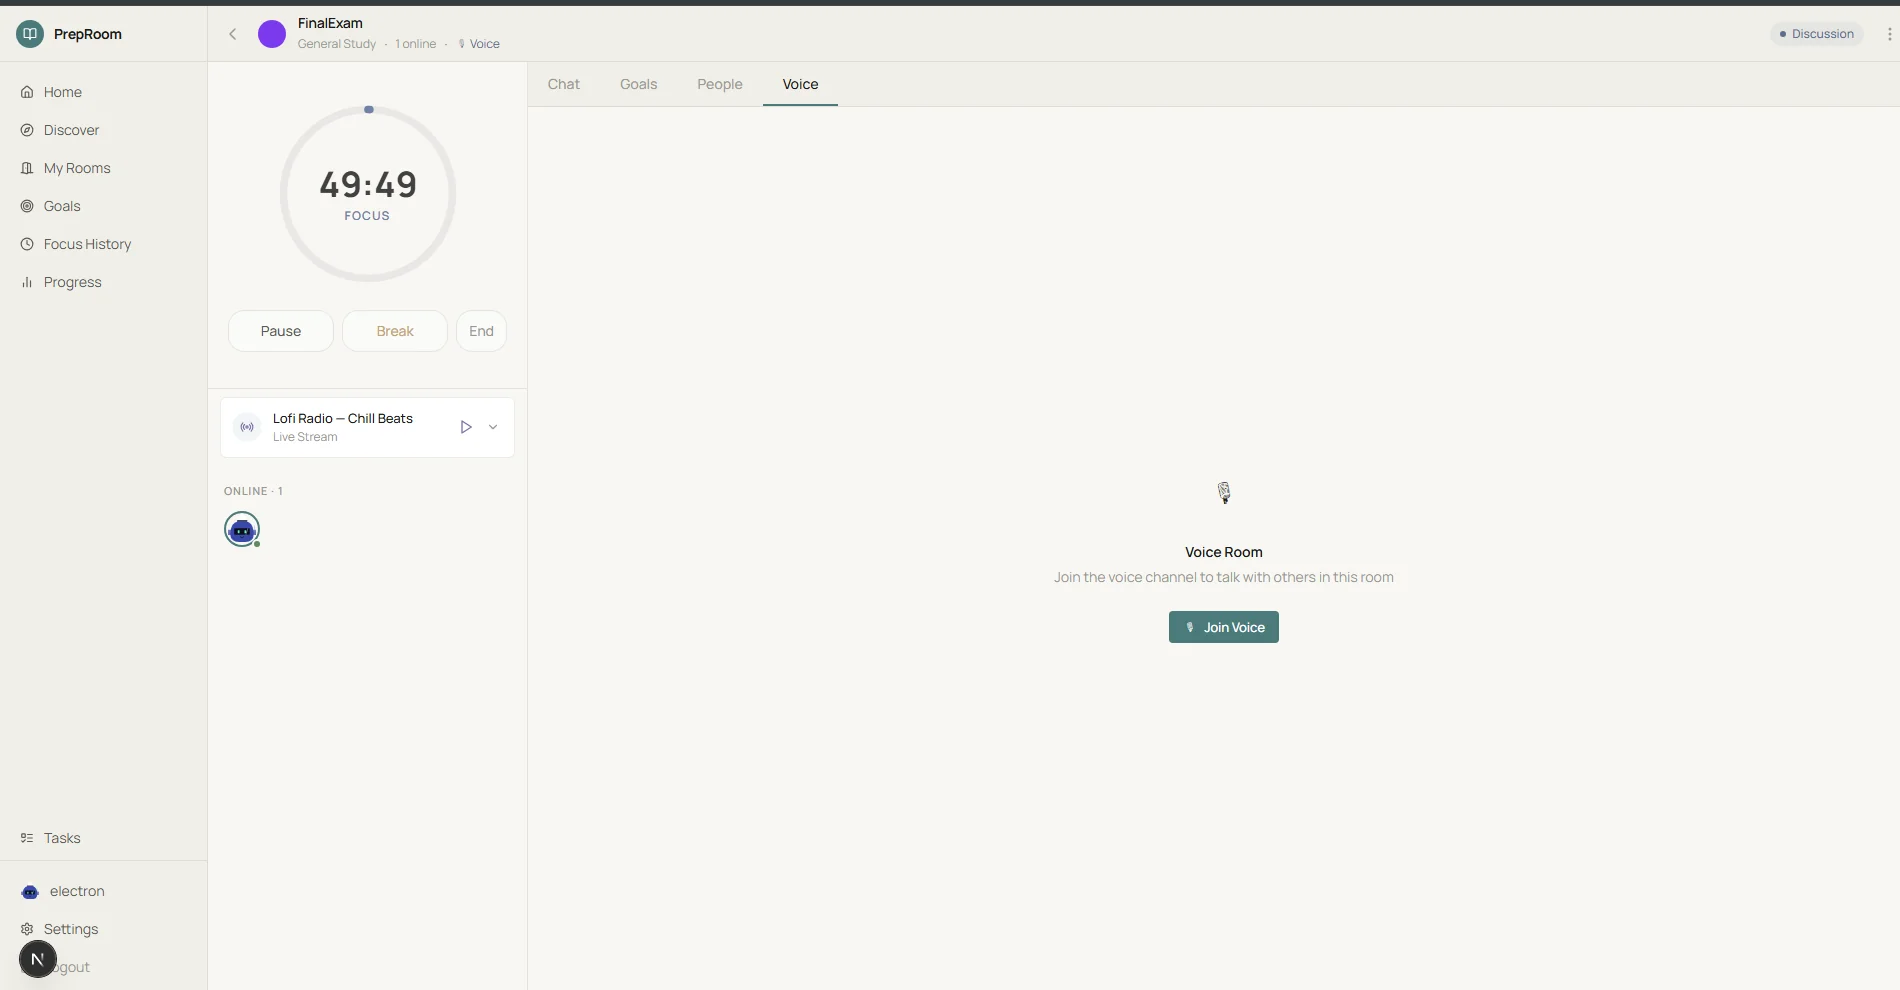 PrepRoom
Home
Discover
My Rooms
Goals
Focus History
Progress
Tasks
electron
Settings
ogout
N
FinalExam
General Study · 1 online · Voice
Discussion
49:49
FOCUS
Pause
Break
End
Lofi Radio — Chill Beats
Live Stream
ONLINE · 1
Chat
Goals
People
Voice
Voice Room
Join the voice channel to talk with others in this room
Join Voice